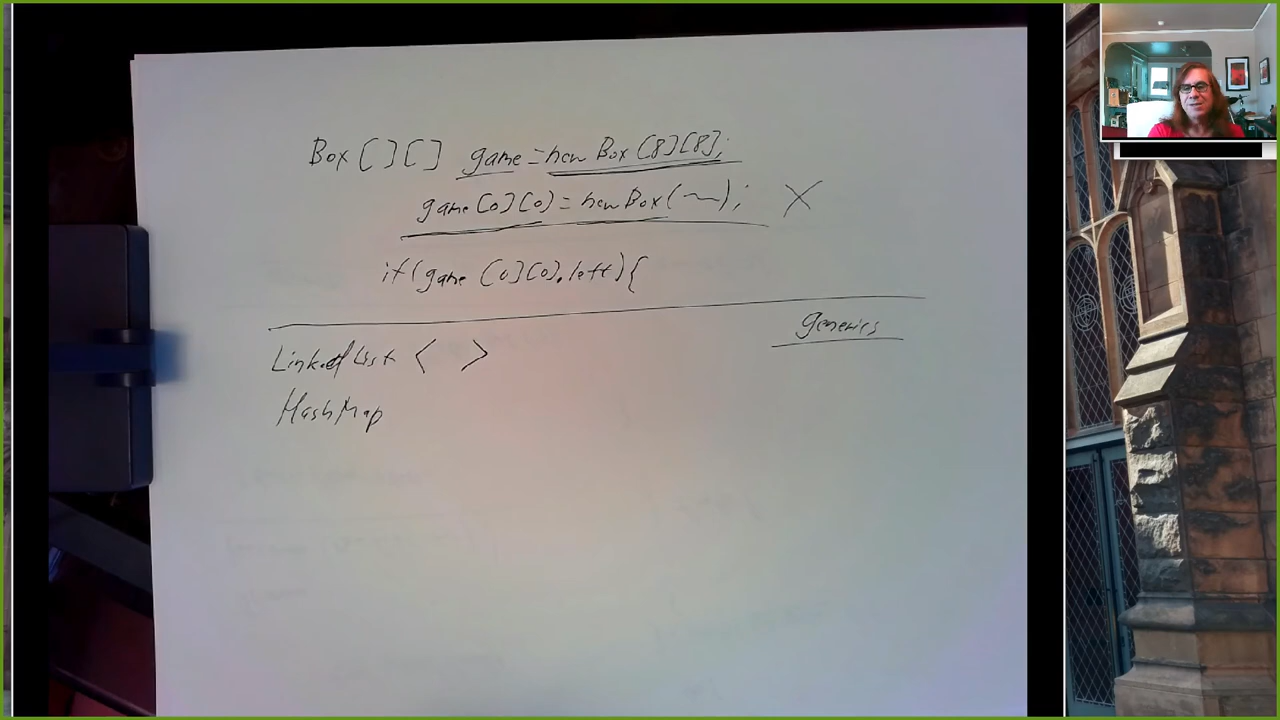 Box [][] game = new Box [8][8];
game [0][0] = new Box (~~); X
if (game [0][0].left) {
generics
LinkedList < >
HashMap